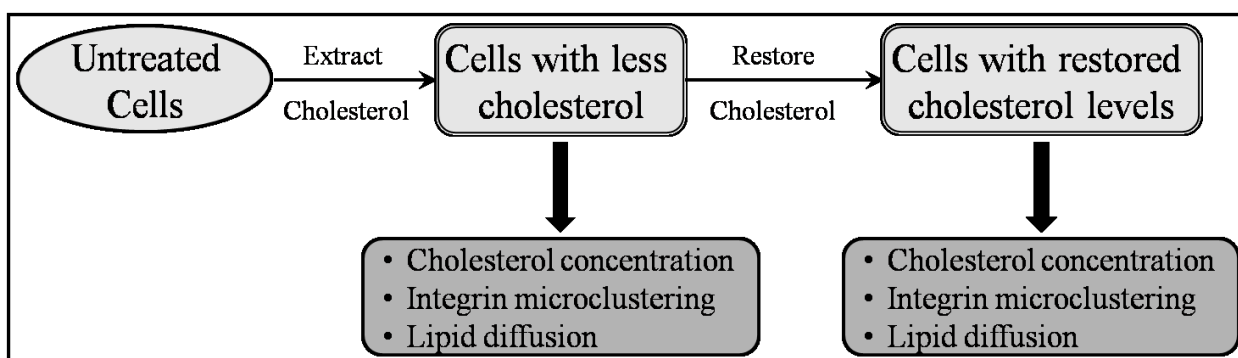 Untreated
Cells
Extract
Cholesterol
Cells with less
cholesterol
Restore
Cholesterol
Cells with restored
cholesterol levels
• Cholesterol concentration
• Integrin microclustering
• Lipid diffusion
• Cholesterol concentration
• Integrin microclustering
• Lipid diffusion